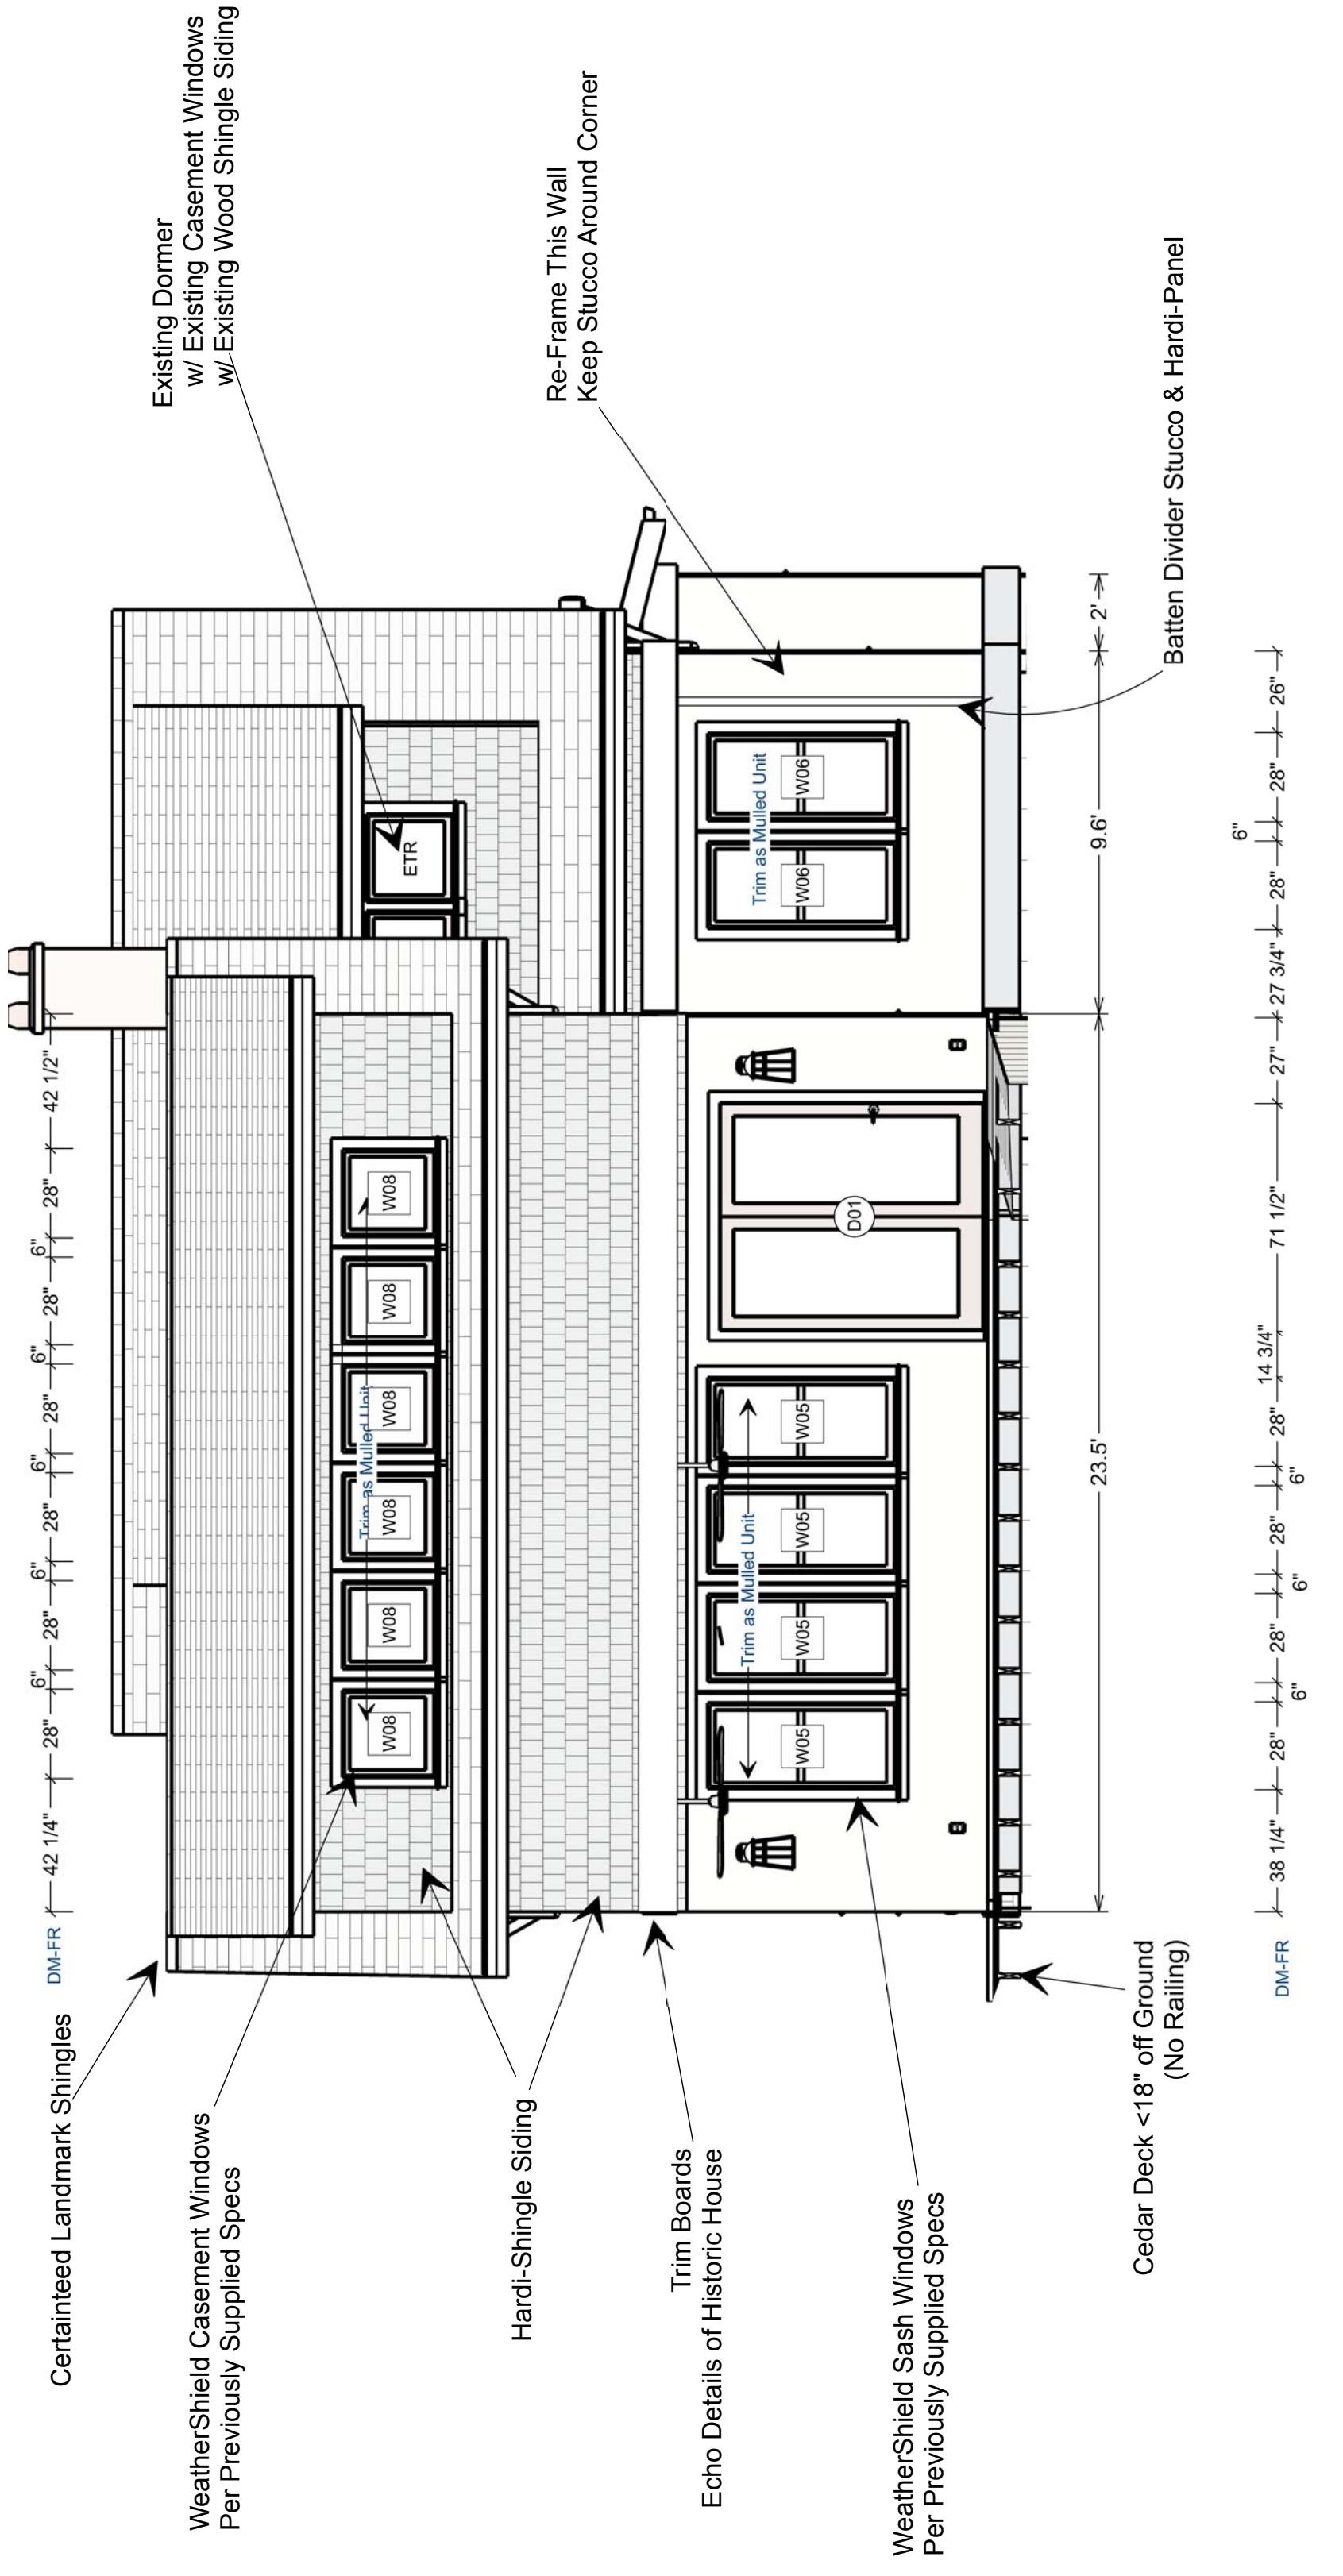 DM-FR
42 1/4"
28"
6"
28"
6"
28"
6"
28"
6"
28"
6"
28"
42 1/2"
Certainteed Landmark Shingles
Existing Dormer
w/ Existing Casement Windows
w/ Existing Wood Shingle Siding
WeatherShield Casement Windows
Per Previously Supplied Specs
Trim as Mulled Unit
W08
W08
W08
W08
W08
W08
ETR
Hardi-Shingle Siding
Re-Frame This Wall
Keep Stucco Around Corner
Trim Boards
Echo Details of Historic House
Trim as Mulled Unit
Trim as Mulled Unit
W05
W05
W05
W05
D01
W06
W06
WeatherShield Sash Windows
Per Previously Supplied Specs
23.5'
9.6'
2'
Cedar Deck <18" off Ground
(No Railing)
Batten Divider Stucco & Hardi-Panel
DM-FR
38 1/4"
28"
6"
28"
6"
28"
6"
28"
14 3/4"
71 1/2"
27"
27 3/4"
28"
6"
28"
26"